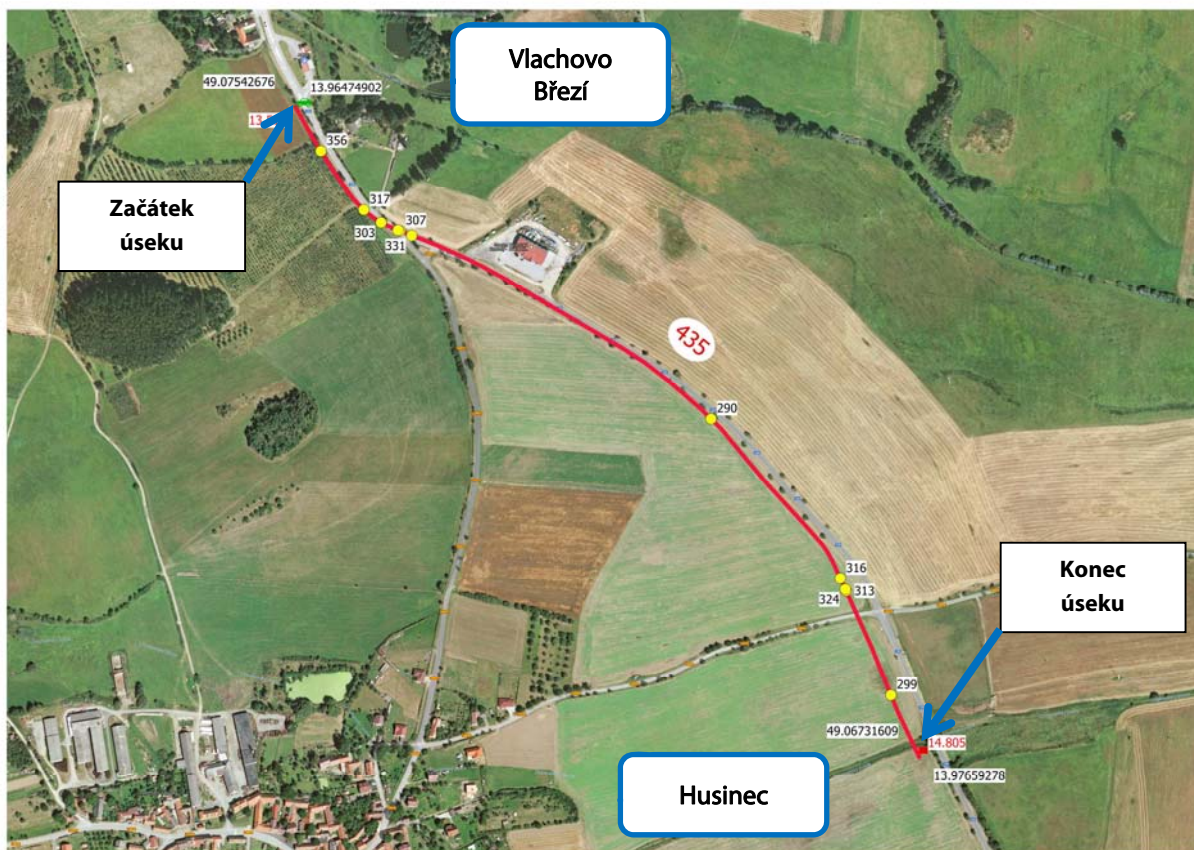 Vlachovo
Březí
49.07542676
13.96474902
356
Začátek
úseku
317
303
307
331
435
290
316
324
313
Konec
úseku
299
49.06731609
14.805
13.97659278
Husinec